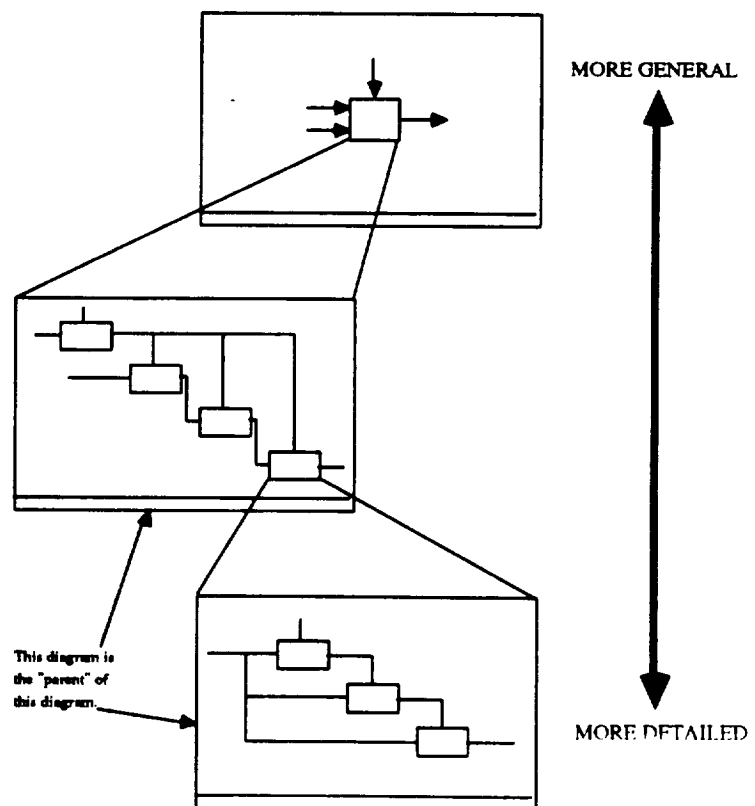 MORE GENERAL
This diagram is
the "parent" of
this diagram.
MORE DETAILED